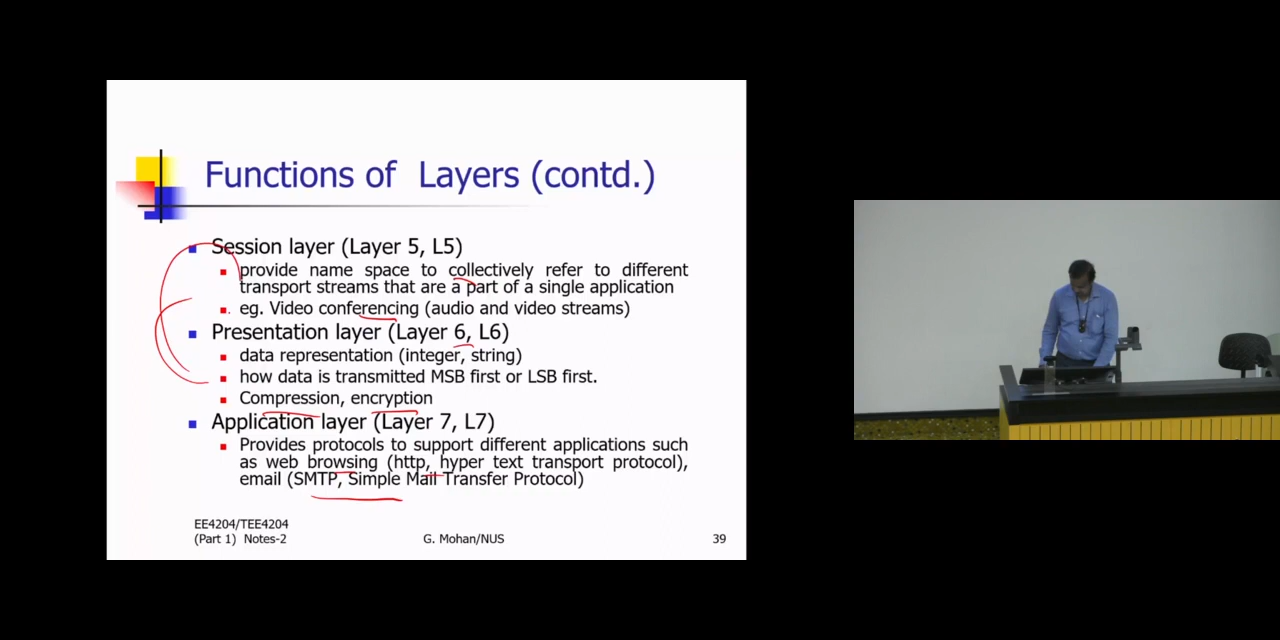 Functions of Layers (contd.)
Session layer (Layer 5, L5)
provide name space to collectively refer to different
transport streams that are a part of a single application
eg. Video conferencing (audio and video streams)
Presentation layer (Layer 6, L6)
data representation (integer, string)
how data is transmitted MSB first or LSB first.
Compression, encryption
Application layer (Layer 7, L7)
Provides protocols to support different applications such
as web browsing (http, hyper text transport protocol),
email (SMTP, Simple Mail Transfer Protocol)
EE4204/TEE4204
(Part 1) Notes-2
G. Mohan/NUS
39